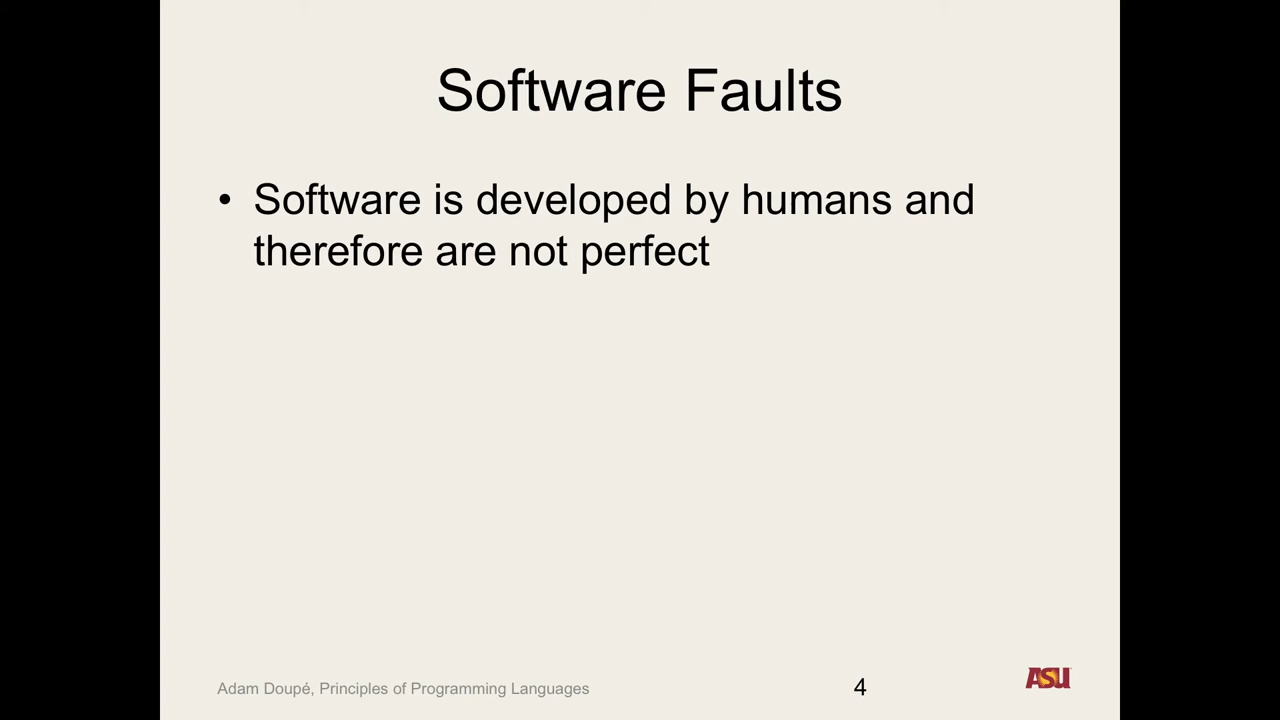 Software Faults
• Software is developed by humans and
therefore are not perfect
Adam Doupé, Principles of Programming Languages
4
ASU